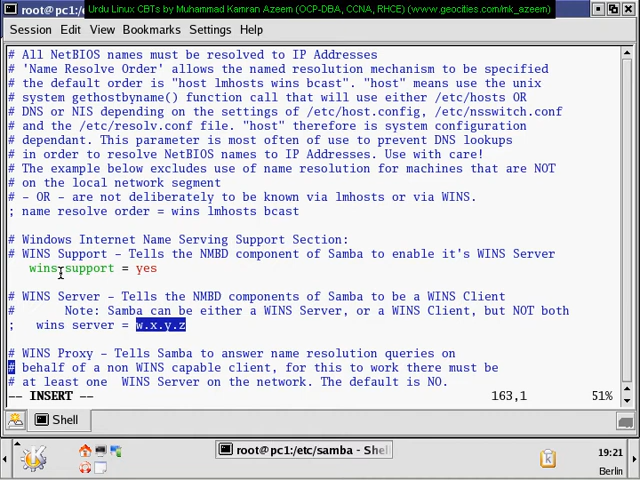 root@pc1:/etc
Urdu Linux CBTs by Muhammad Kamran Azeem (OCP-DBA, CCNA, RHCE) (www.geocities.com/mk_azeem)
Session Edit View Bookmarks Settings Help
# All NetBIOS names must be resolved to IP Addresses
# 'Name Resolve Order' allows the named resolution mechanism to be specified
# the default order is "host lmhosts wins bcast". "host" means use the unix
# system gethostbyname() function call that will use either /etc/hosts OR
# DNS or NIS depending on the settings of /etc/host.config, /etc/nsswitch.conf
# and the /etc/resolv.conf file. "host" therefore is system configuration
# dependant. This parameter is most often of use to prevent DNS lookups
# in order to resolve NetBIOS names to IP Addresses. Use with care!
# The example below excludes use of name resolution for machines that are NOT
# on the local network segment
# - OR - are not deliberately to be known via lmhosts or via WINS.
; name resolve order = wins lmhosts bcast
# Windows Internet Name Serving Support Section:
# WINS Support - Tells the NMBD component of Samba to enable it's WINS Server
wins support = yes
# WINS Server - Tells the NMBD components of Samba to be a WINS Client
# Note: Samba can be either a WINS Server, or a WINS Client, but NOT both
; wins server = w.x.y.z
# WINS Proxy - Tells Samba to answer name resolution queries on
# behalf of a non WINS capable client, for this to work there must be
# at least one WINS Server on the network. The default is NO.
-- INSERT -- 163,1 51%
Shell
root@pc1:/etc/samba - Shel
19:21
Berlin